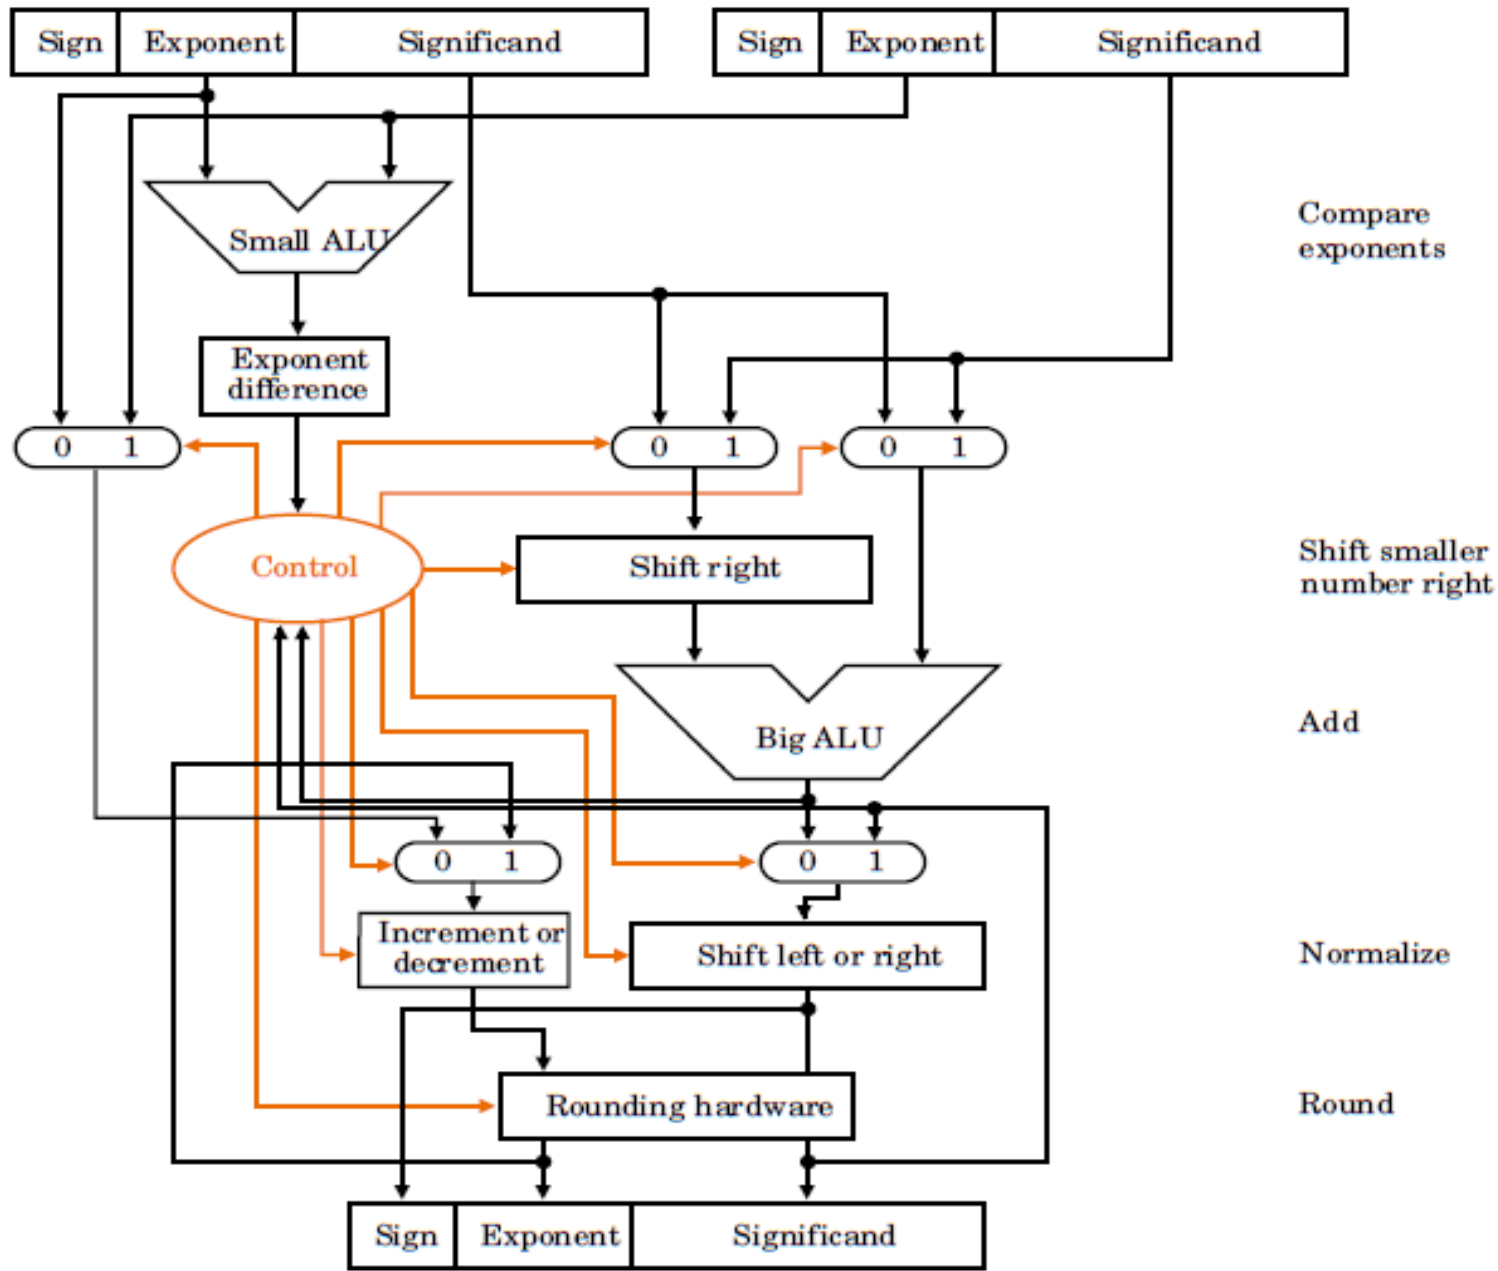 Sign Exponent Significand Sign Exponent Significand
Compare
exponents
Small ALU
Exponent
difference
0 1 0 1 0 1
Control
Shift right
Shift smaller
number right
Big ALU
Add
0 1 0 1
Increment or
decrement
Shift left or right
Normalize
Rounding hardware
Round
Sign Exponent Significand